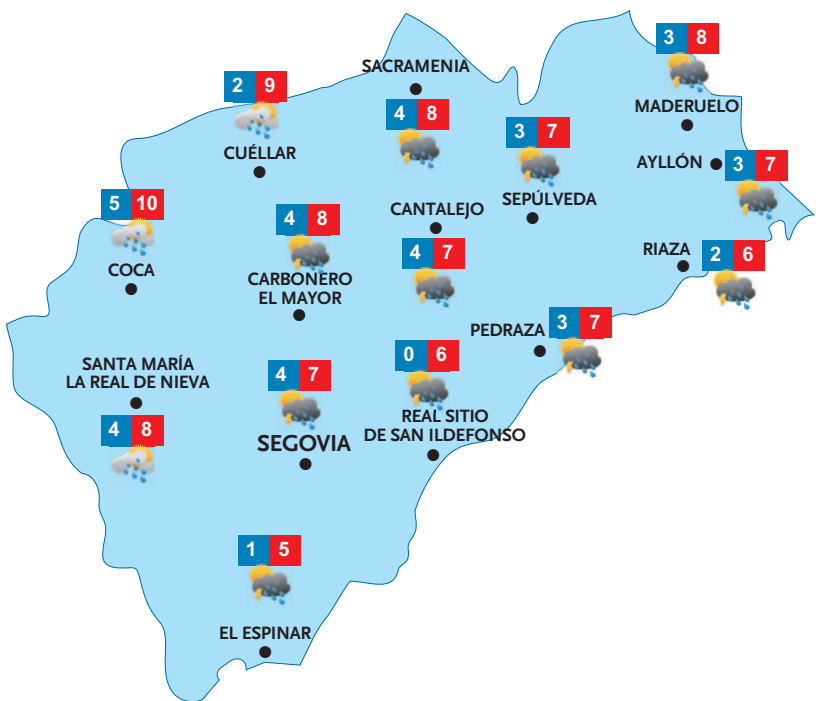 3 8
MADERUELO
SACRAMENIA
4 8
2 9
CUÉLLAR
3 7
SEPÚLVEDA
AYLLÓN 3 7
5 10
COCA
4 8
CARBONERO
EL MAYOR
CANTALEJO
4 7
RIAZA 2 6
PEDRAZA 3 7
SANTA MARÍA
LA REAL DE NIEVA
4 8
4 7
SEGOVIA
0 6
REAL SITIO
DE SAN ILDEFONSO
1 5
EL ESPINAR